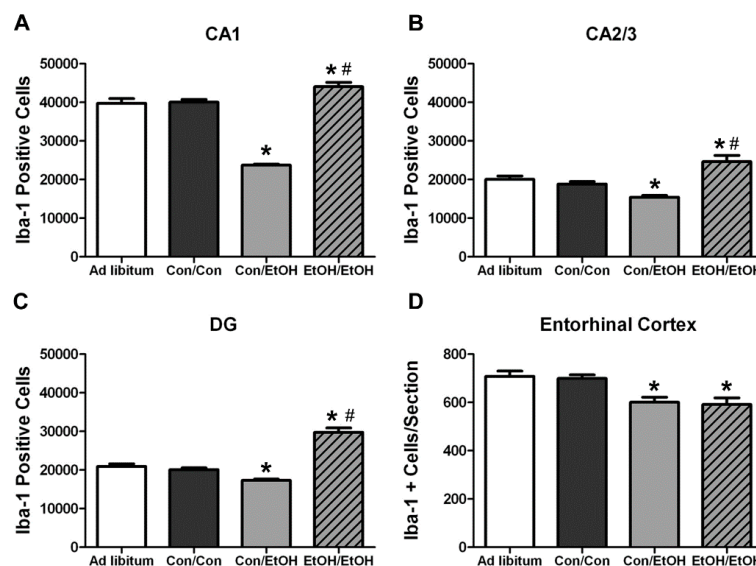 A
CA1
Iba-1 Positive Cells
50000
40000
30000
20000
10000
0
* #
*
Ad libitum Con/Con Con/EtOH EtOH/EtOH
B
CA2/3
Iba-1 Positive Cells
50000
40000
30000
20000
10000
0
* #
*
Ad libitum Con/Con Con/EtOH EtOH/EtOH
C
DG
Iba-1 Positive Cells
50000
40000
30000
20000
10000
0
* #
*
Ad libitum Con/Con Con/EtOH EtOH/EtOH
D
Entorhinal Cortex
Iba-1 + Cells/Section
800
600
400
200
0
* *
Ad libitum Con/Con Con/EtOH EtOH/EtOH